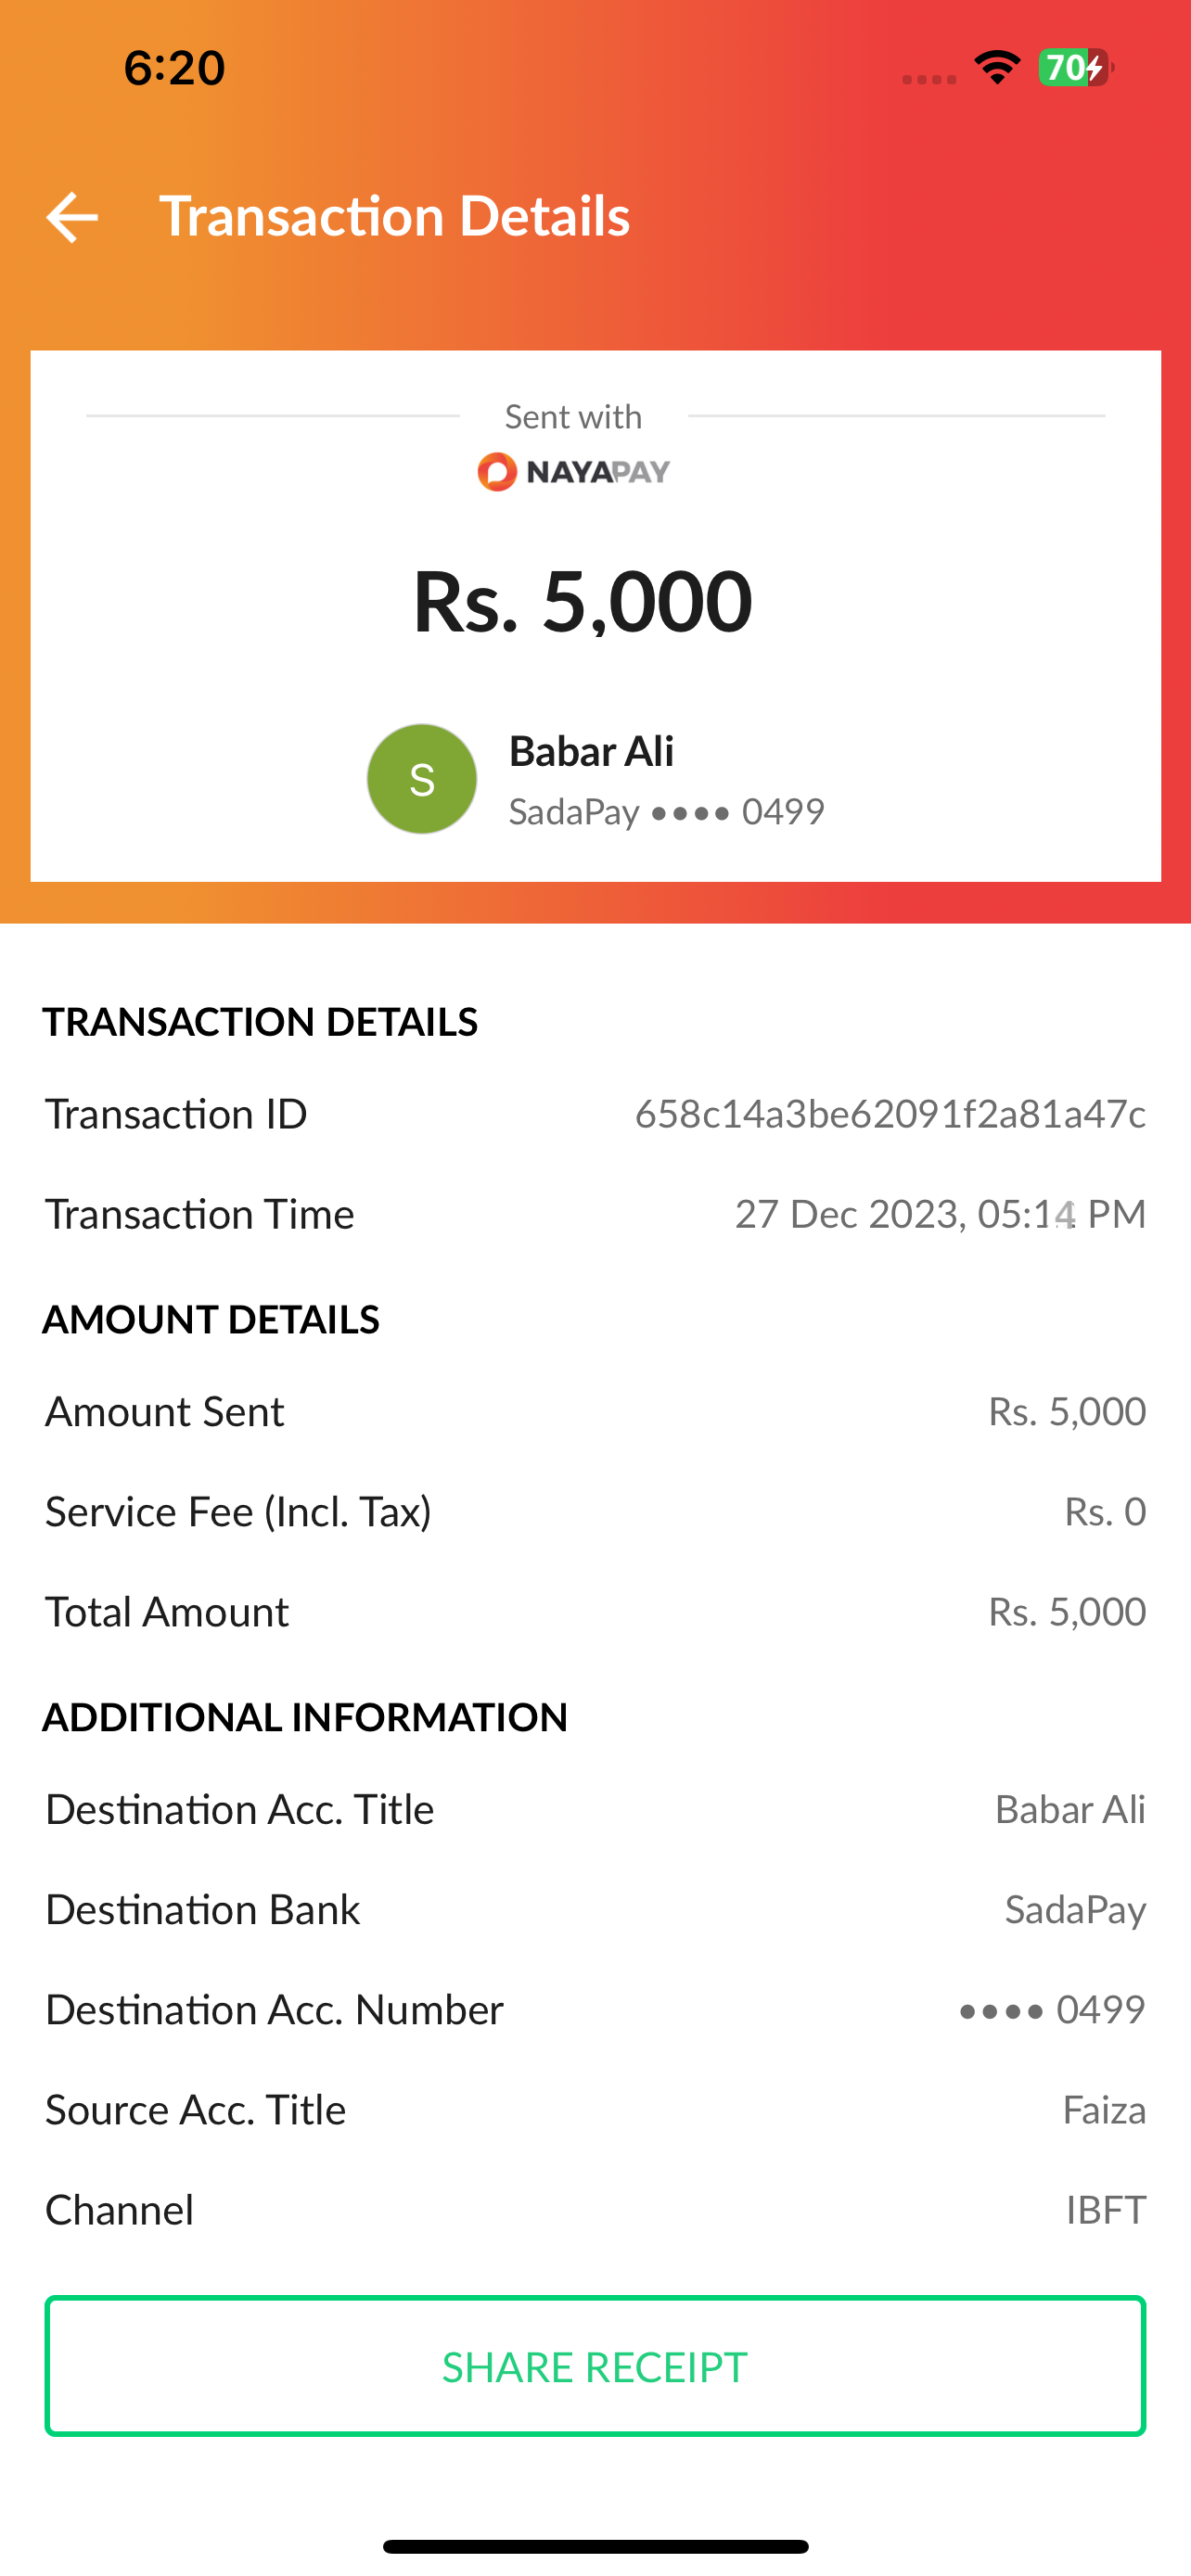 6:20
70
Transaction Details
Sent with
NAYAPAY
Rs. 5,000
S
Babar Ali
SadaPay •••• 0499
TRANSACTION DETAILS
Transaction ID 658c14a3be62091f2a81a47c
Transaction Time 27 Dec 2023, 05:14 PM
AMOUNT DETAILS
Amount Sent Rs. 5,000
Service Fee (Incl. Tax) Rs. 0
Total Amount Rs. 5,000
ADDITIONAL INFORMATION
Destination Acc. Title Babar Ali
Destination Bank SadaPay
Destination Acc. Number •••• 0499
Source Acc. Title Faiza
Channel IBFT
SHARE RECEIPT